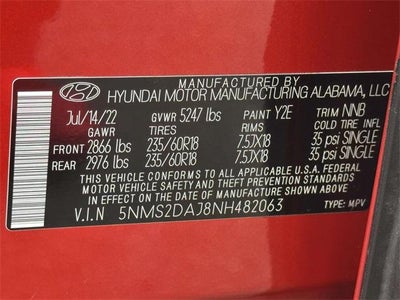 MANUFACTURED BY
HYUNDAI MOTOR MANUFACTURING ALABAMA, LLC
Jul/14/22 GVWR 5247 lbs PAINT Y2E TRIM NNB
GAWR TIRES RIMS COLD TIRE INFL
FRONT 2866 lbs 235/60R18 7.5JX18 35 psi SINGLE
REAR 2976 lbs 235/60R18 7.5JX18 35 psi SINGLE
THIS VEHICLE CONFORMS TO ALL APPLICABLE U.S.A FEDERAL
MOTOR VEHICLE SAFETY AND THEFT PREVENTION STANDARDS
IN EFFECT ON THE DATE OF MANUFACTURE SHOWN ABOVE.
V.I.N 5NMS2DAJ8NH482063 TYPE: MPV